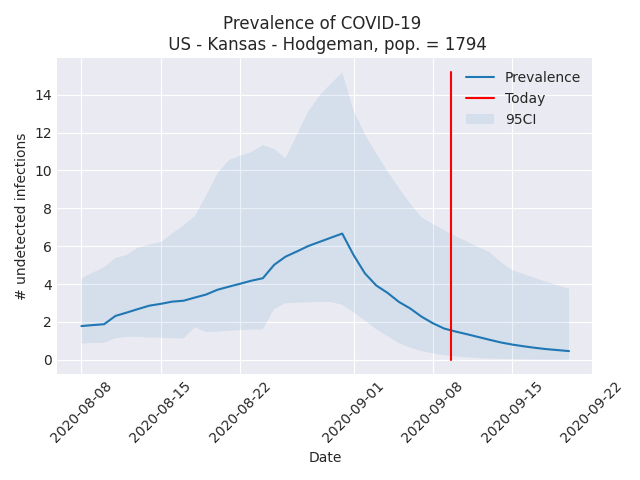 Prevalence of COVID-19
US - Kansas - Hodgeman, pop. = 1794
Prevalence
Today
95CI
# undetected infections
14
12
10
8
6
4
2
0
2020-08-08
2020-08-15
2020-08-22
2020-09-01
2020-09-08
2020-09-15
2020-09-22
Date